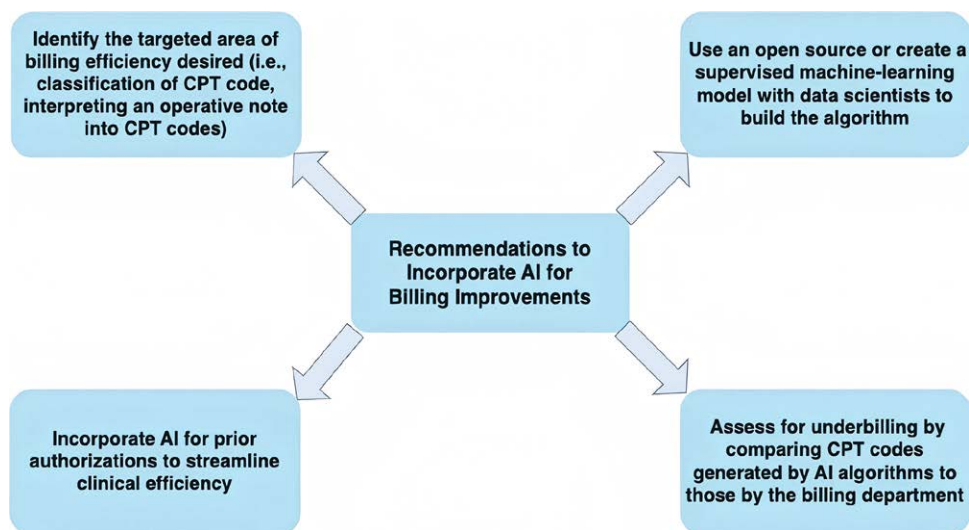 Identify the targeted area of
billing efficiency desired (i.e.,
classification of CPT code,
interpreting an operative note
into CPT codes)
Use an open source or create a
supervised machine-learning
model with data scientists to
build the algorithm
Recommendations to
Incorporate AI for
Billing Improvements
Incorporate AI for prior
authorizations to streamline
clinical efficiency
Assess for underbilling by
comparing CPT codes
generated by AI algorithms to
those by the billing department